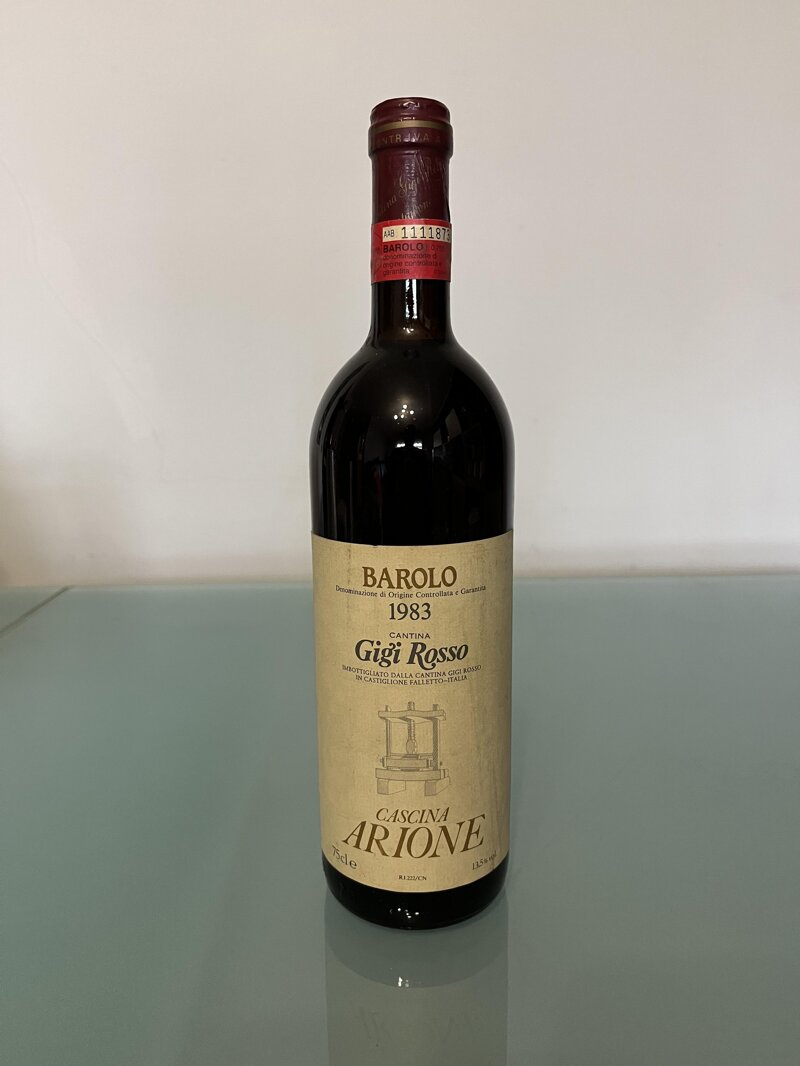 AAB 1111873
BAROLO
denominazione di
origine controllata e
garantita
BAROLO
Denominazione di Origine Controllata e Garantita
1983
CANTINA
Gigi Rosso
IMBOTTIGLIATO DALLA CANTINA GIGI ROSSO
IN CASTIGLIONE FALLETTO-ITALIA
CASCINA
ARIONE
75cl e
13,5% vol
R.I.222/CN